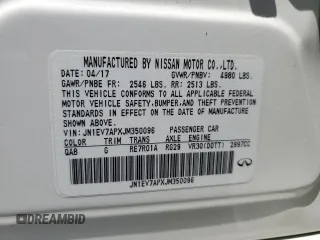 MANUFACTURED BY NISSAN MOTOR CO., LTD.
DATE: 04/17 GVWR/PNBV: 4980 LBS.
GAWR/PNBE FR: 2546 LBS. RR: 2513 LBS.
THIS VEHICLE CONFORMS TO ALL APPLICABLE
FEDERAL MOTOR VEHICLE SAFETY, BUMPER, AND
THEFT PREVENTION STANDARDS IN EFFECT ON
THE DATE OF MANUFACTURE SHOWN ABOVE.
VIN: JN1EV7APXJM350096 PASSENGER CAR
COLOR TRIM TRANS AXLE ENGINE
QAB G RE7R01A RG29 VR30(DDTT) 2997CC
JN1EV7APXJM350096